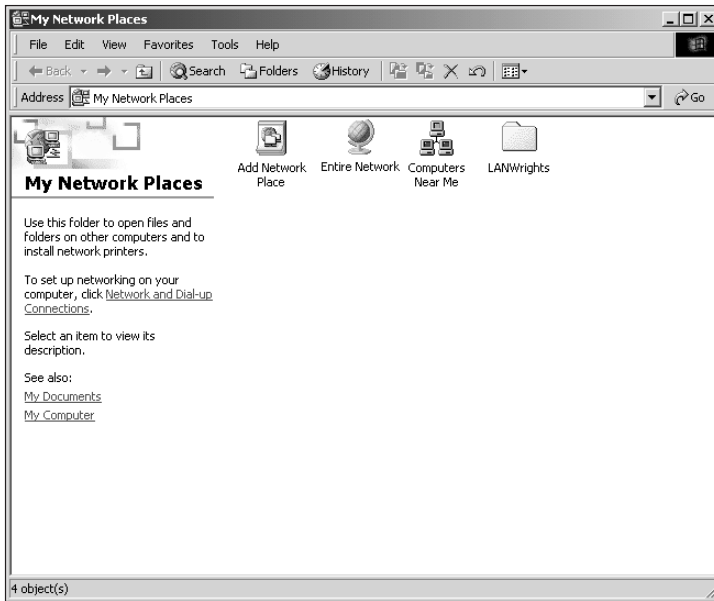 My Network Places
File Edit View Favorites Tools Help
Back Search Folders History
Address My Network Places Go
My Network Places
Use this folder to open files and
folders on other computers and to
install network printers.
To set up networking on your
computer, click Network and Dial-up
Connections.
Select an item to view its
description.
See also:
My Documents
My Computer
Add Network
Place
Entire Network
Computers
Near Me
LANWrights
4 object(s)